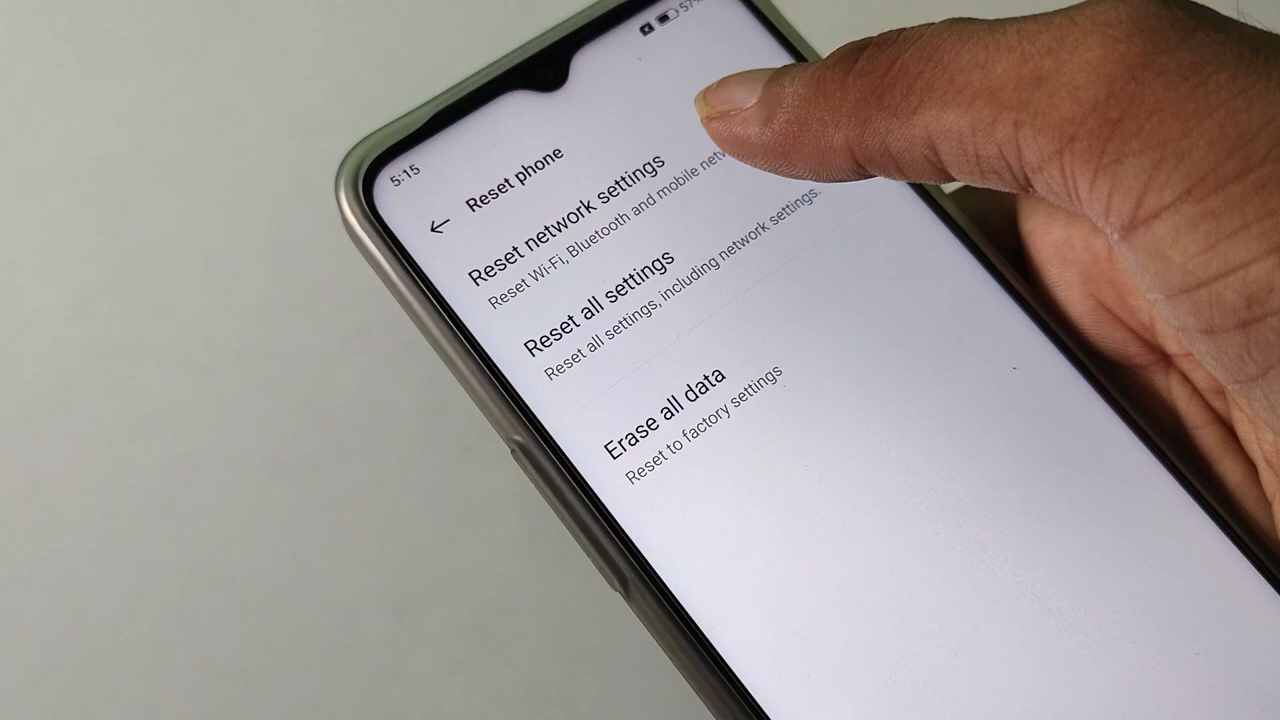 5:15
Reset phone
Reset network settings
Reset Wi-Fi, Bluetooth and mobile
Reset all settings
Reset all settings, including network settings.
Erase all data
Reset to factory settings